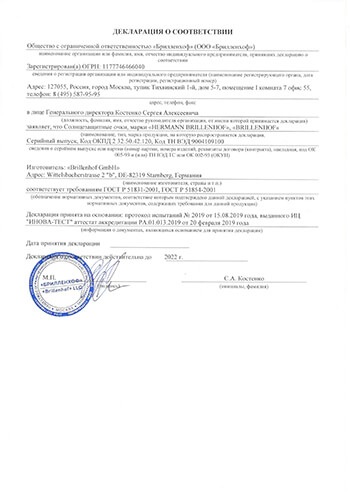 ДЕКЛАРАЦИЯ О СООТВЕТСТВИИ
Общество с ограниченной ответственностью «Брилленхоф» (ООО «Брилленхоф»)
наименование организации или фамилия, имя, отчество индивидуального предпринимателя, принявших декларацию о
соответствии
Зарегистрирован(а) ОГРН: 1177746466040
сведения о регистрации организации или индивидуального предпринимателя (наименование регистрирующего органа, дата
регистрации, регистрационный номер)
Адрес: 127055, Россия, город Москва, тупик Тихвинский 1-й, дом 5-7, помещение I комната 7 офис 55,
телефон: 8 (495) 587-95-95
адрес, телефон, факс
в лице Генерального директора Костенко Сергея Алексеевича
(должность, фамилия, имя, отчество руководителя организации, от имени которой принимается декларация)
заявляет, что Солнцезащитные очки, марки «HERMANN BRILLENHOF», «BRILLENHOF»
(наименование, тип, марка продукции, на которую распространяется декларация,
Серийный выпуск, Код ОКПД 2 32.50.42.120, Код ТН ВЭД 9004109100
сведения о серийном выпуске или партии (номер партии, номера изделий, реквизиты договора (контракта), накладная, код ОК
005-93 и (или) ТН ВЭД ТС или ОК 002-93 (ОКУН)
Изготовитель: «Brillenhof GmbH»
Адрес: Wittelsbacherstrasse 2 "b", DE-82319 Starnberg, Германия
(наименование изготовителя, страны и т.п.)
соответствует требованиям ГОСТ Р 51831-2001, ГОСТ Р 51854-2001
(обозначение нормативных документов, соответствие которым подтверждено данной декларацией, с указанием пунктов этих
нормативных документов, содержащих требования для данной продукции)
Декларация принята на основании: протокол испытаний № 2019 от 15.08.2019 года, выданного ИЦ
"ИННОВА-ТЕСТ" аттестат аккредитации РА.01.013.2019 от 20 февраля 2019 года
(информация о документах, являющихся основанием для принятия декларации)
Дата принятия декларации
Декларация о соответствии действительна до 2022 г.
М.П.
«БРИЛЛЕНХОФ»
«Brillenhof» LLC
(подпись)
С.А. Костенко
(инициалы, фамилия)